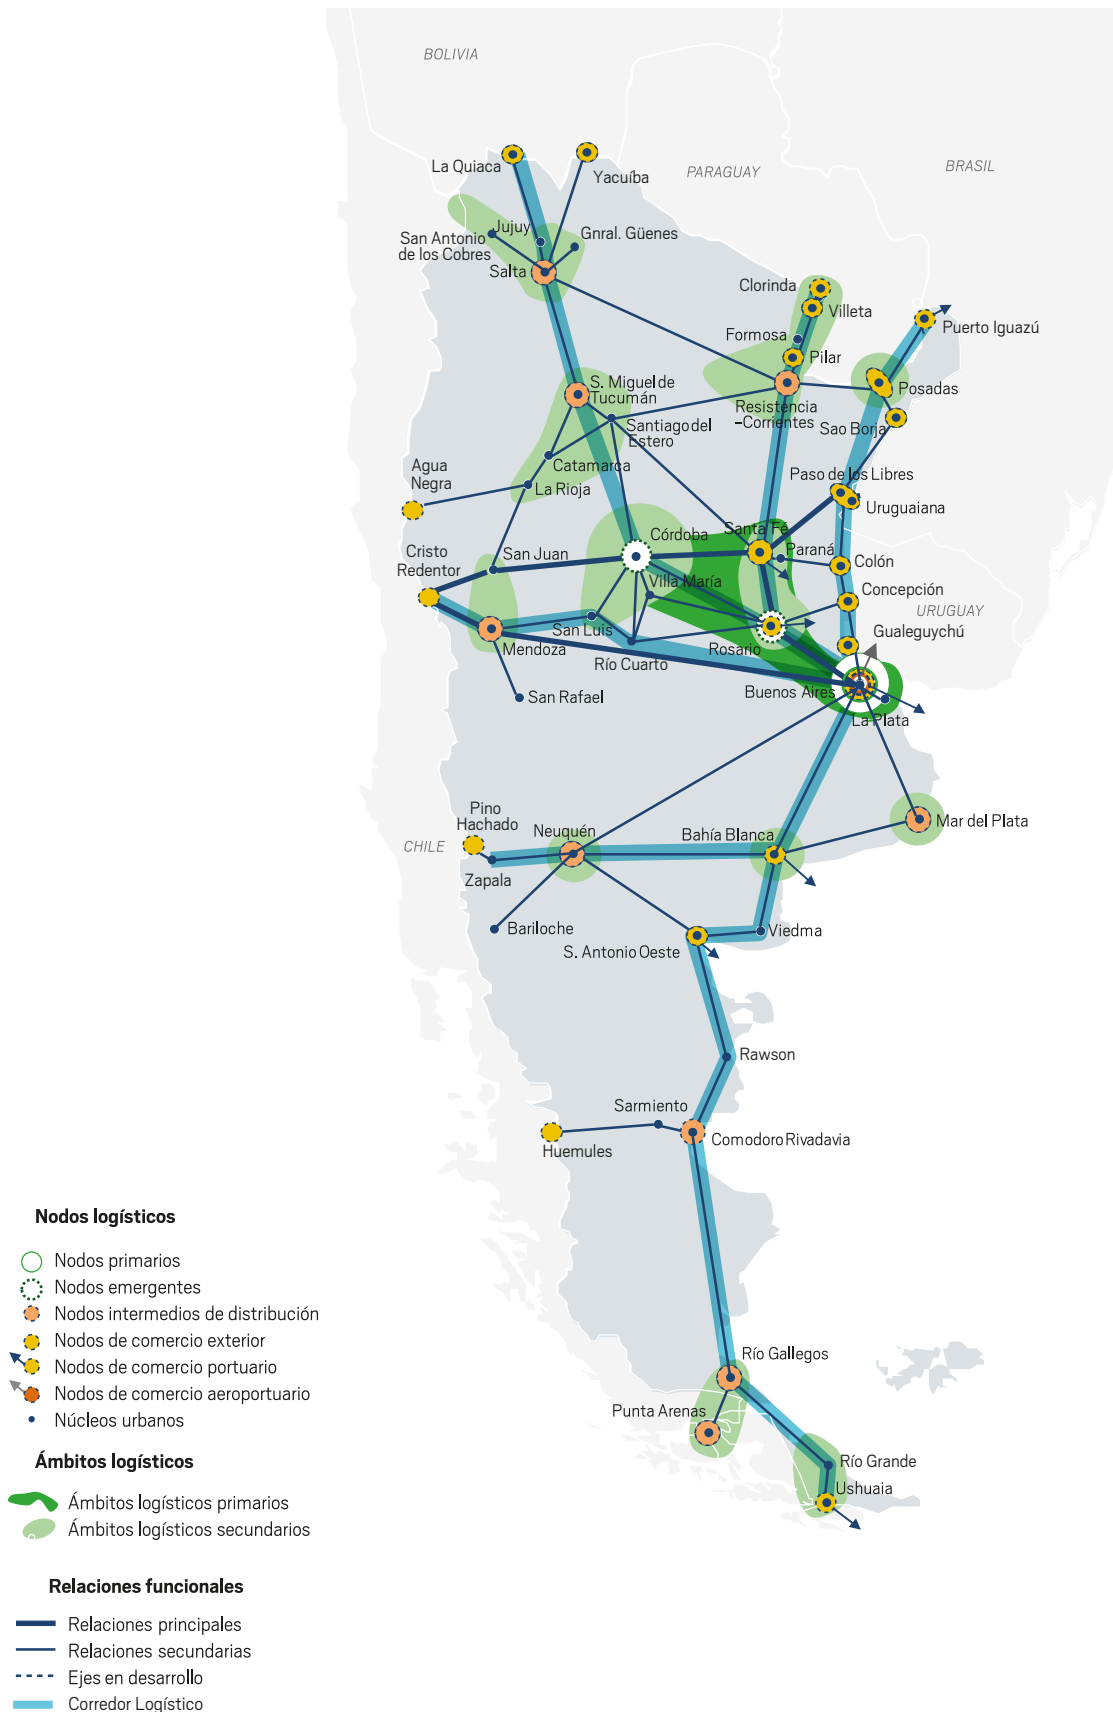 BOLIVIA
La Quiaca
Yacuíba
PARAGUAY
BRASIL
Jujuy
Gnral. Güenes
San Antonio
de los Cobres
Salta
Clorinda
Villeta
Puerto Iguazú
Formosa
Pilar
S. Miguel de
Tucumán
Posadas
Resistencia
–Corrientes
Santiago del
Estero
Sao Borja
Agua
Negra
Catamarca
La Rioja
Paso de los Libres
Uruguaiana
Cristo
Redentor
San Juan
Córdoba
Santa Fé
Paraná
Colón
Villa María
Concepción
URUGUAY
San Luis
Gualeguychú
Mendoza
Río Cuarto
Rosario
San Rafael
Buenos Aires
La Plata
Pino
Hachado
Neuquén
Bahía Blanca
Mar del Plata
CHILE
Zapala
Bariloche
Viedma
S. Antonio Oeste
Rawson
Sarmiento
Comodoro Rivadavia
Huemules
Río Gallegos
Punta Arenas
Río Grande
Ushuaia
Nodos logísticos
Nodos primarios
Nodos emergentes
Nodos intermedios de distribución
Nodos de comercio exterior
Nodos de comercio portuario
Nodos de comercio aeroportuario
Núcleos urbanos
Ámbitos logísticos
Ámbitos logísticos primarios
Ámbitos logísticos secundarios
Relaciones funcionales
Relaciones principales
Relaciones secundarias
Ejes en desarrollo
Corredor Logístico